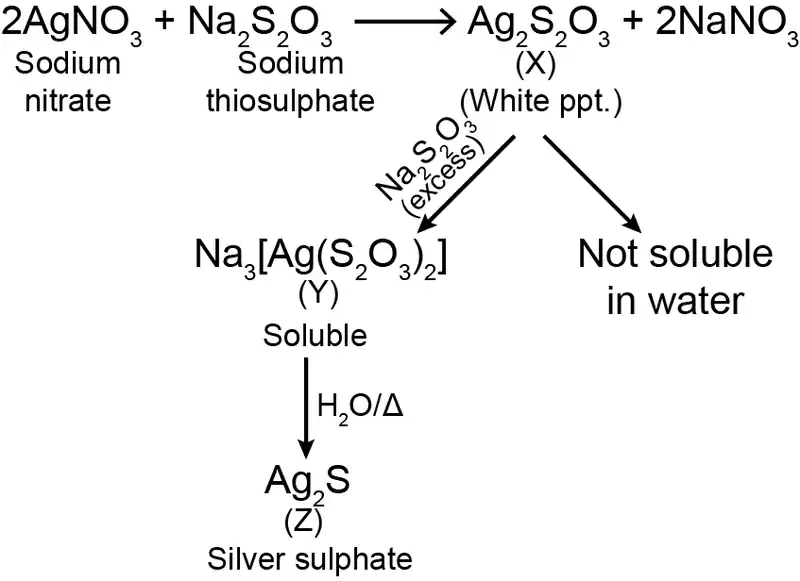 2AgNO₃ + Na₂S₂O₃ ⟶ Ag₂S₂O₃ + 2NaNO₃
Sodium nitrate
Sodium thiosulphate
(X)
(White ppt.)
Na₂S₂O₃
(excess)
Na₃[Ag(S₂O₃)₂]
(Y)
Soluble
Not soluble
in water
H₂O/Δ
Ag₂S
(Z)
Silver sulphate